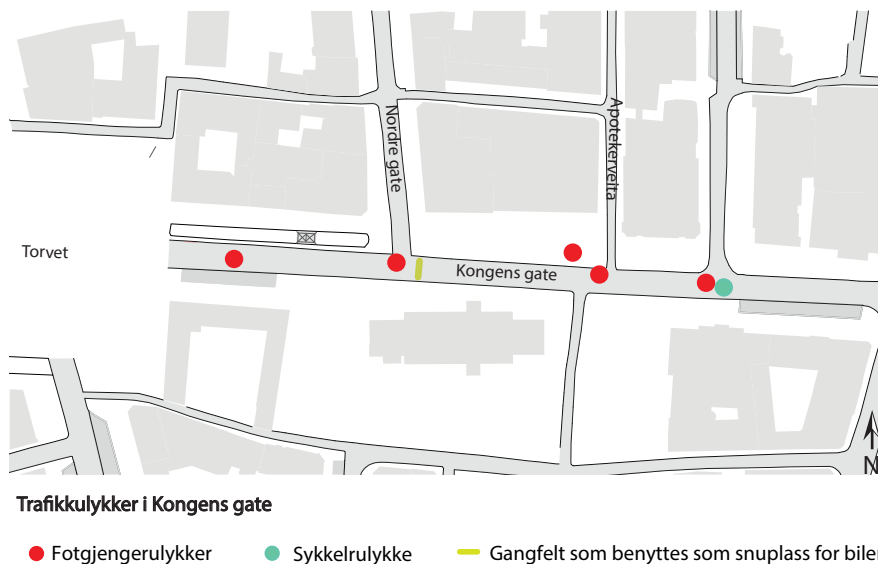 Nordre gate
Apotekerveita
Torvet
Kongens gate
N
Trafikkulykker i Kongens gate
Fotgjengerulykker
Sykkelrulykke
Gangfelt som benyttes som snuplass for biler